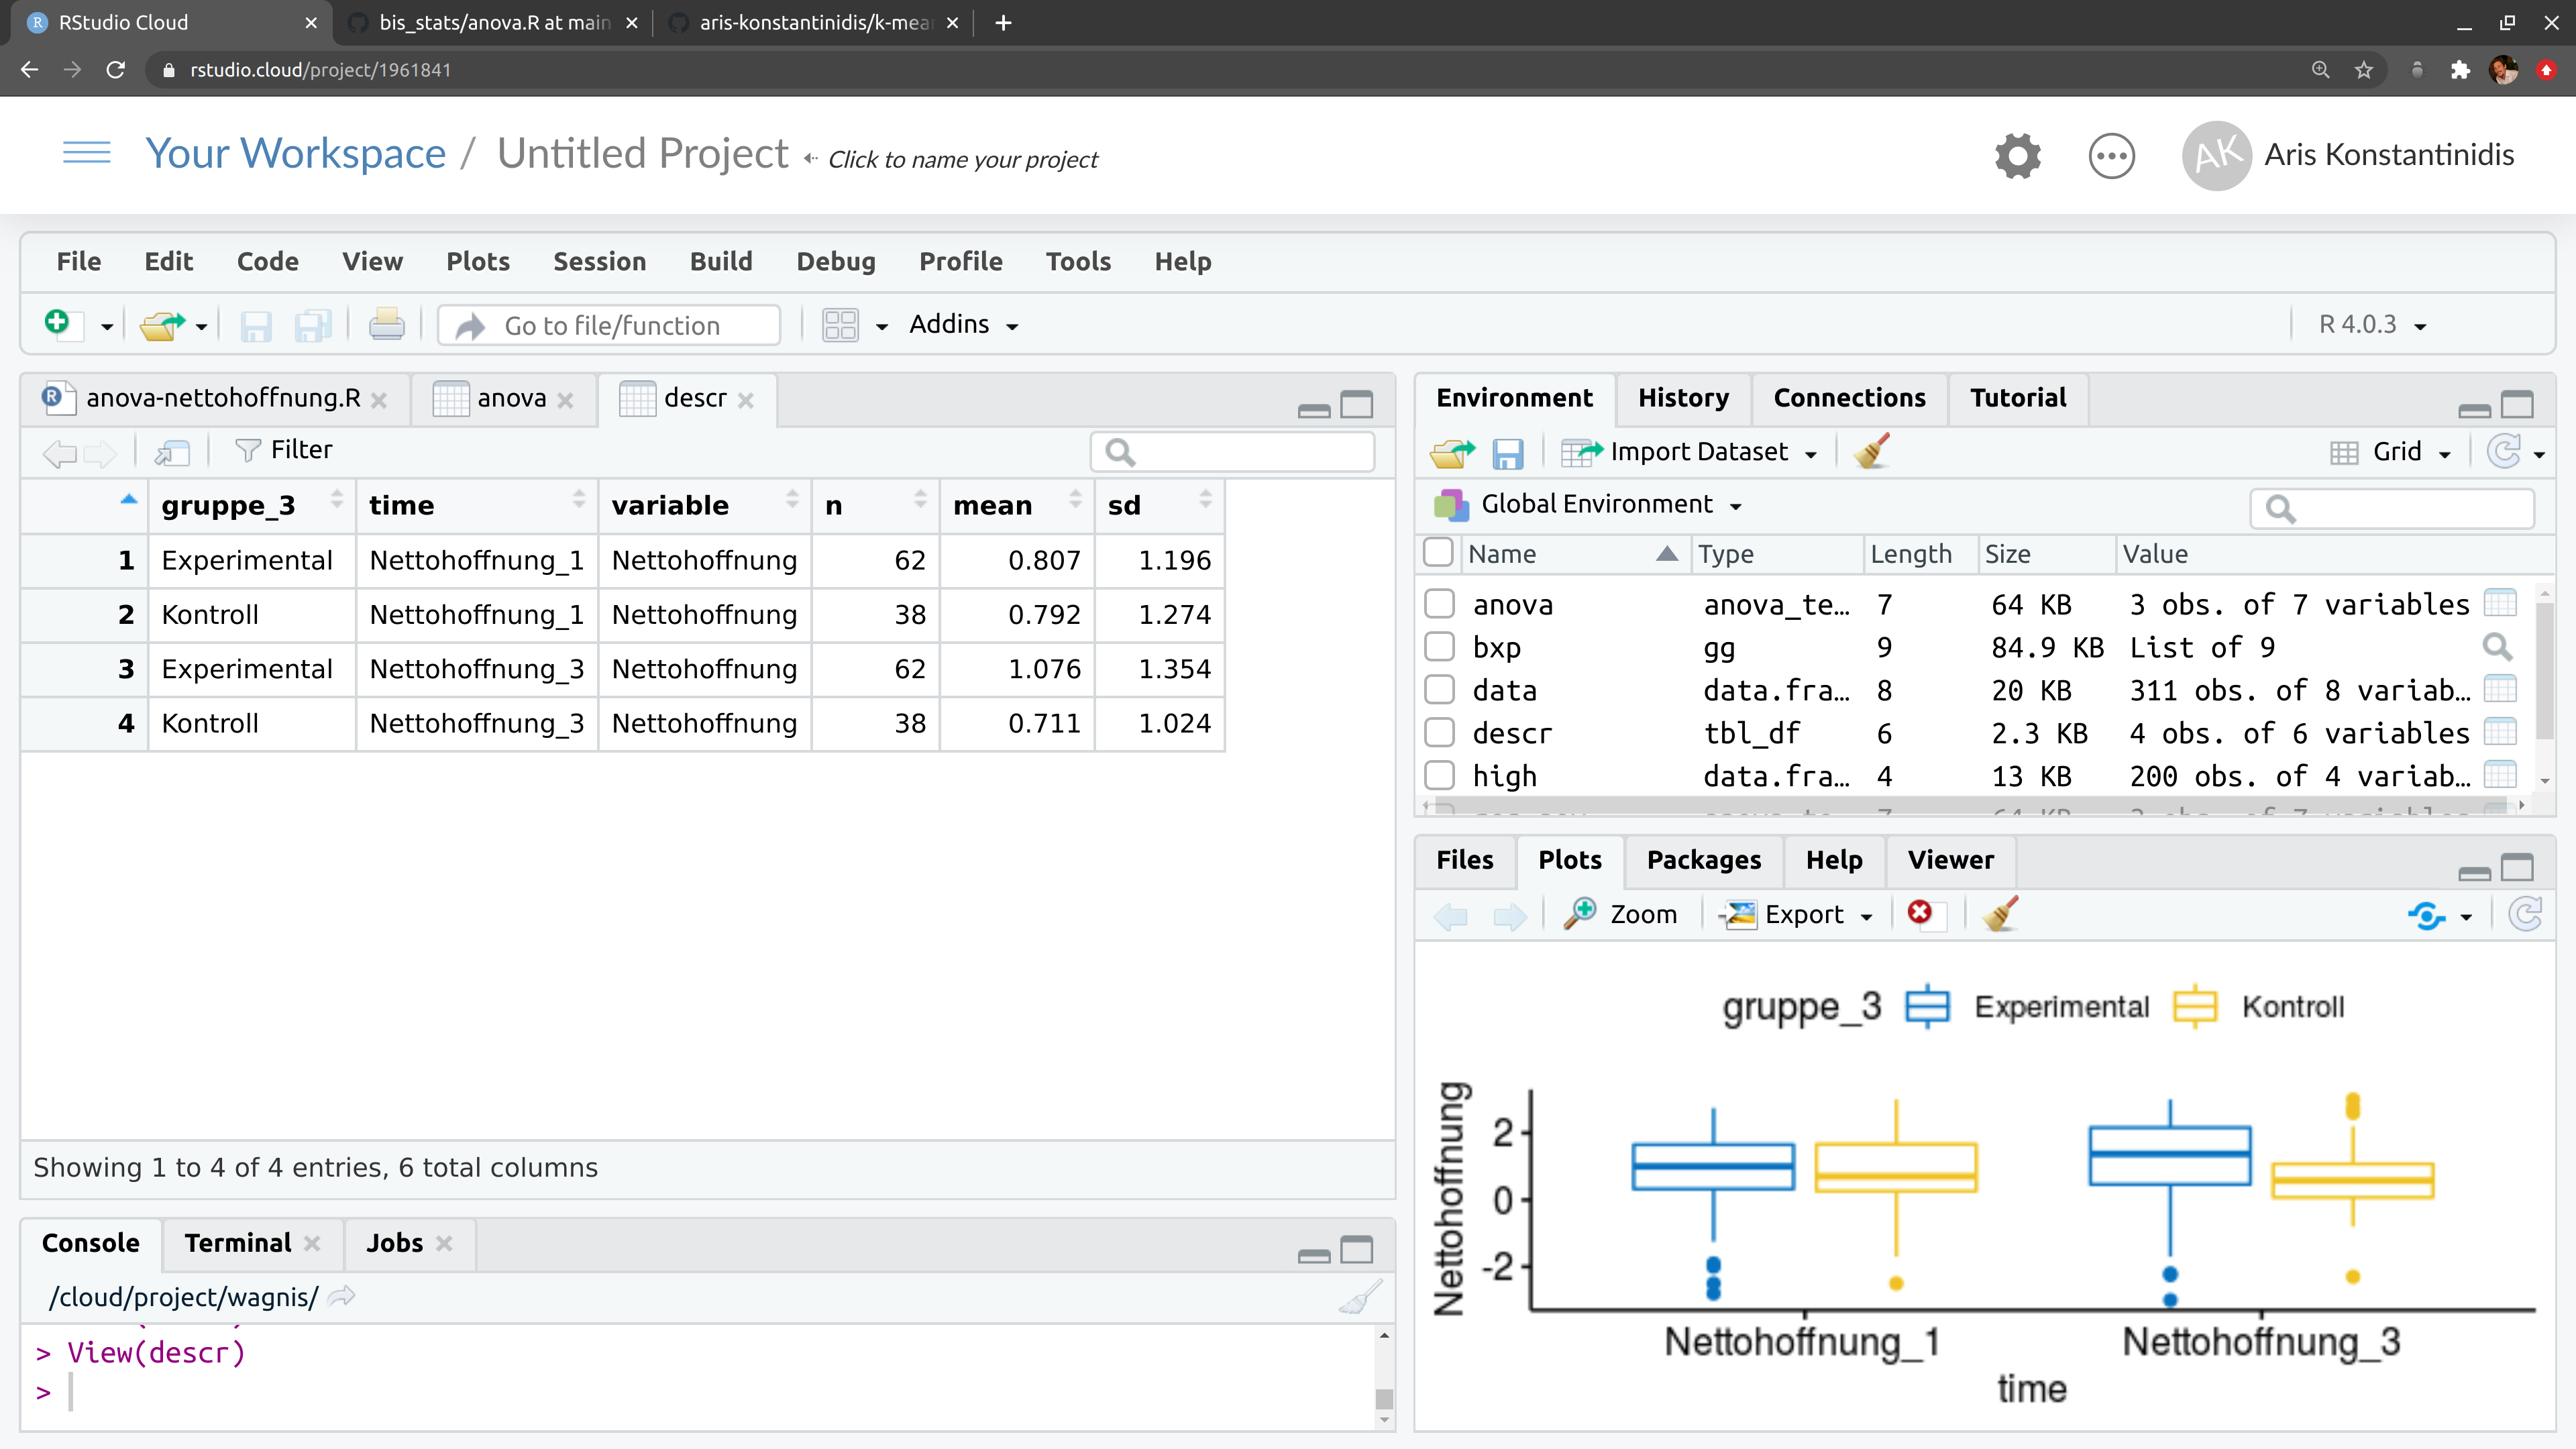 RStudio Cloud
bis_stats/anova.R at main
aris-konstantinidis/k-mea
rstudio.cloud/project/1961841
Your Workspace / Untitled Project Click to name your project
AK Aris Konstantinidis
File Edit Code View Plots Session Build Debug Profile Tools Help
Go to file/function Addins R 4.0.3
anova-nettohoffnung.R anova descr
Filter
gruppe_3 time variable n mean sd
1 Experimental Nettohoffnung_1 Nettohoffnung 62 0.807 1.196
2 Kontroll Nettohoffnung_1 Nettohoffnung 38 0.792 1.274
3 Experimental Nettohoffnung_3 Nettohoffnung 62 1.076 1.354
4 Kontroll Nettohoffnung_3 Nettohoffnung 38 0.711 1.024
Showing 1 to 4 of 4 entries, 6 total columns
Console Terminal Jobs
/cloud/project/wagnis/
> View(descr)
>
Environment History Connections Tutorial
Import Dataset Grid
Global Environment
Name Type Length Size Value
anova anova_te… 7 64 KB 3 obs. of 7 variables
bxp gg 9 84.9 KB List of 9
data data.fra… 8 20 KB 311 obs. of 8 variab…
descr tbl_df 6 2.3 KB 4 obs. of 6 variables
high data.fra… 4 13 KB 200 obs. of 4 variab…
Files Plots Packages Help Viewer
Zoom Export
gruppe_3 Experimental Kontroll
Nettohoffnung
2
0
-2
Nettohoffnung_1 Nettohoffnung_3
time